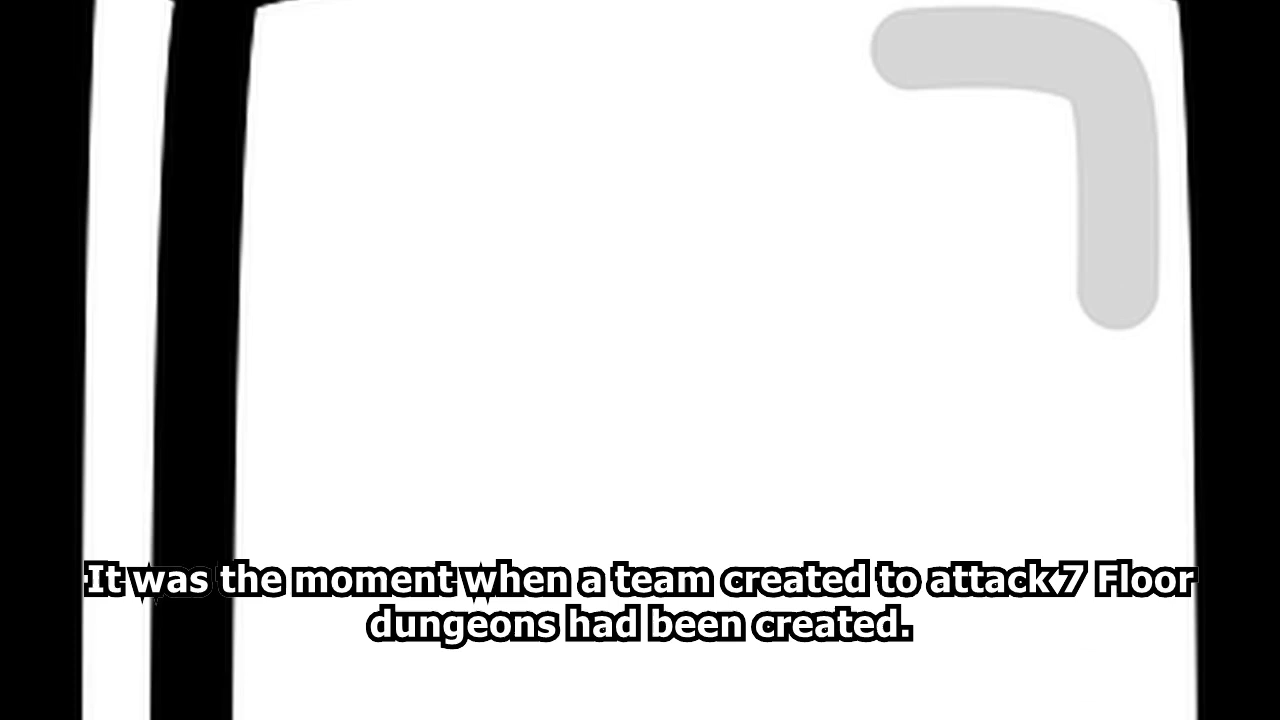 It was the moment when a team created to attack 7 Floor
dungeons had been created.